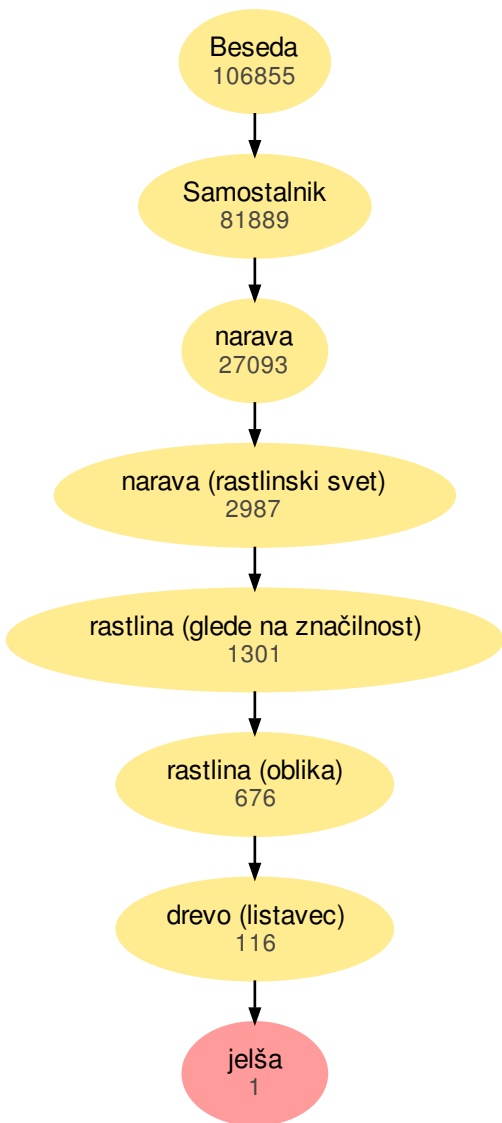 Beseda
106855
Samostalnik
81889
narava
27093
narava (rastlinski svet)
2987
rastlina (glede na značilnost)
1301
rastlina (oblika)
676
drevo (listavec)
116
jelša
1